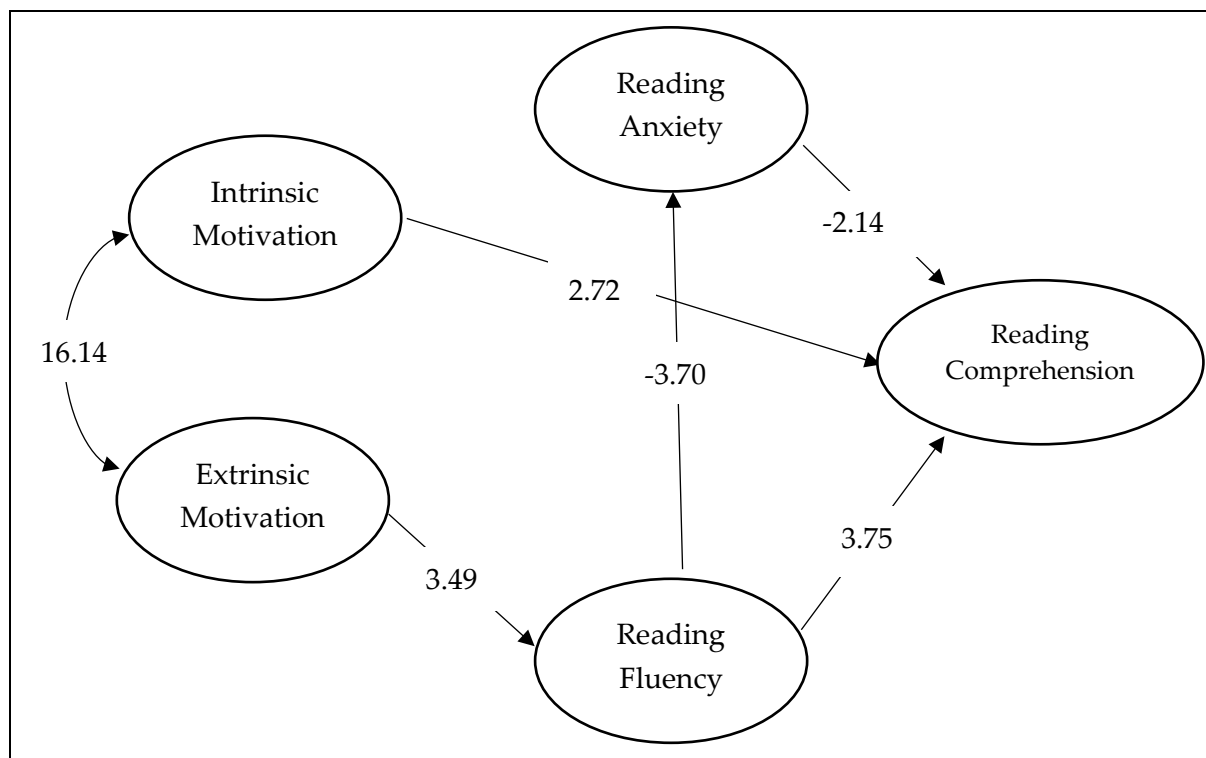 Reading
Anxiety
Intrinsic
Motivation
-2.14
2.72
16.14
Reading
Comprehension
-3.70
Extrinsic
Motivation
3.75
3.49
Reading
Fluency